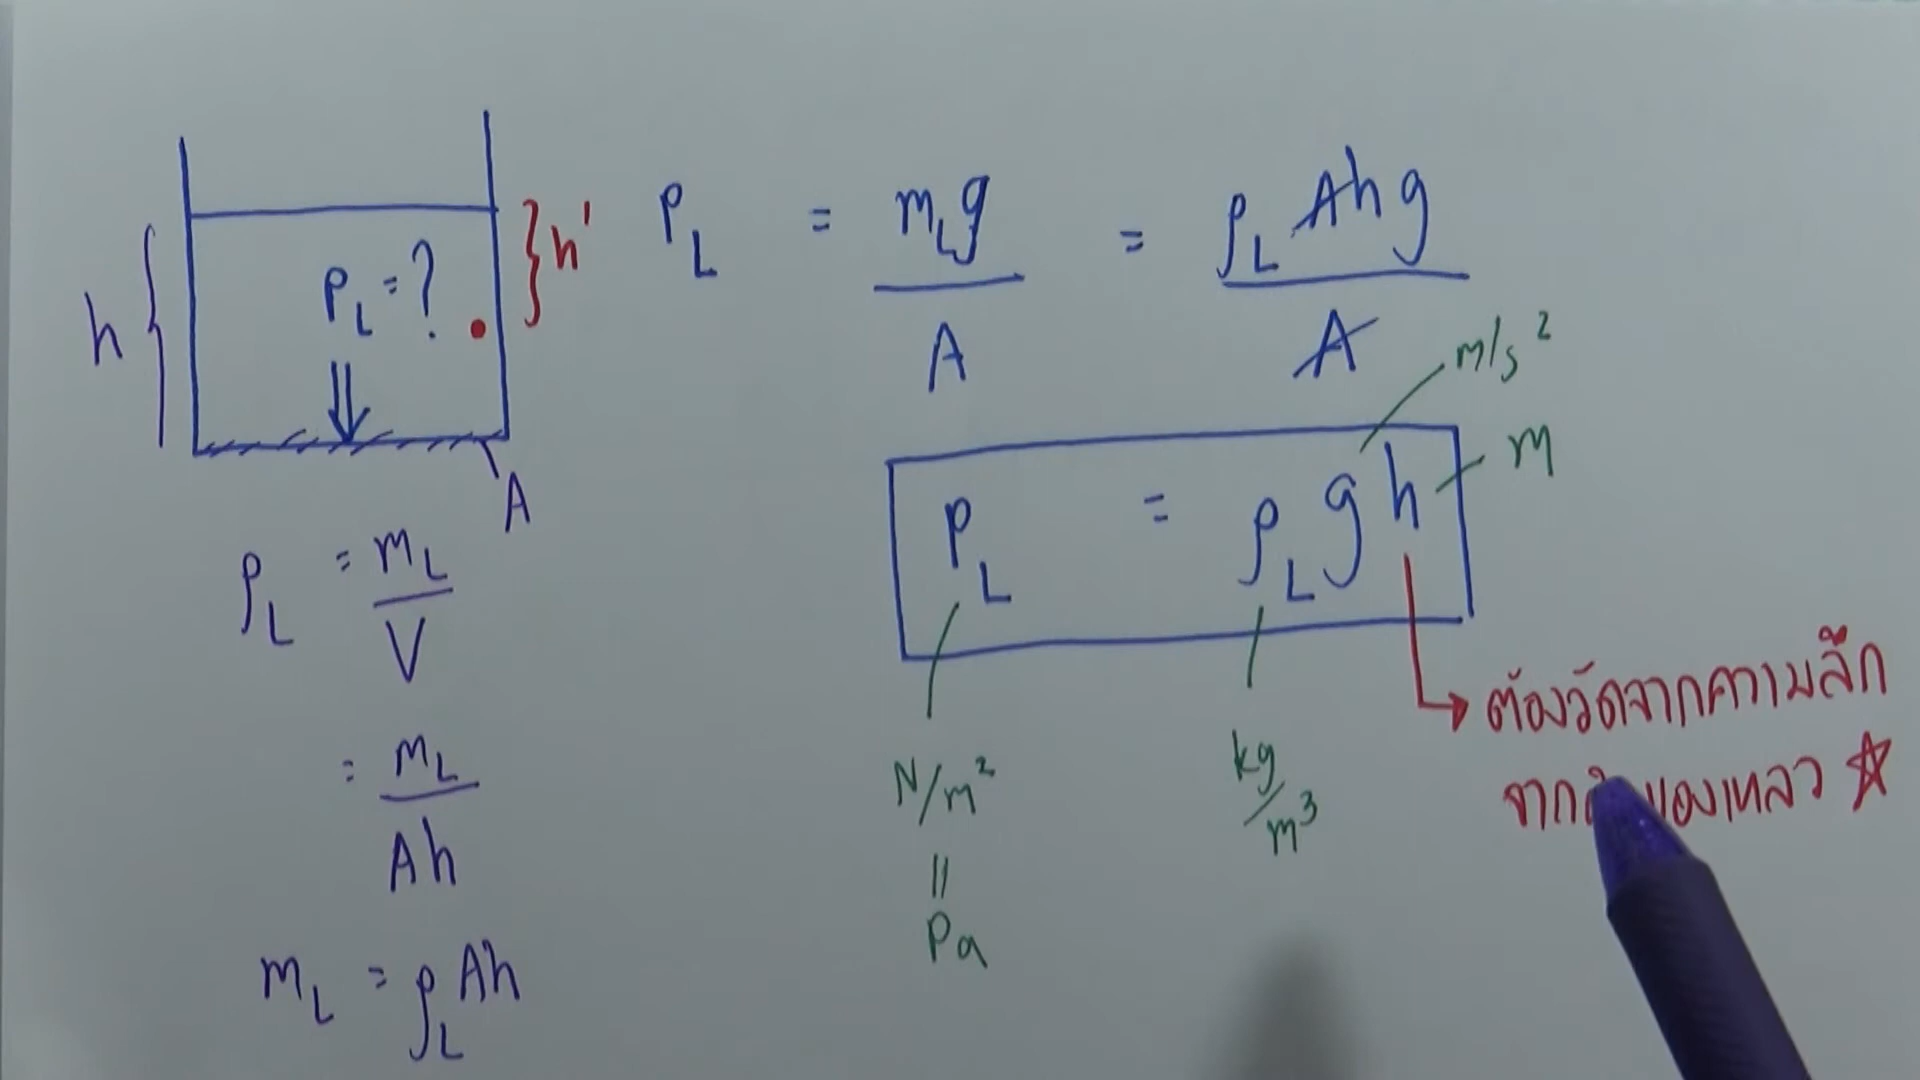 h
P_L = ?
h'
A
P_L = m_L g / A = ρ_L A h g / A
m/s²
m
P_L = ρ_L g h
ρ_L = m_L / V
= m_L / Ah
m_L = ρ_L Ah
N/m²
||
Pa
kg/m³
ต้องวัดจากความลึก
จาก ของเหลว ☆